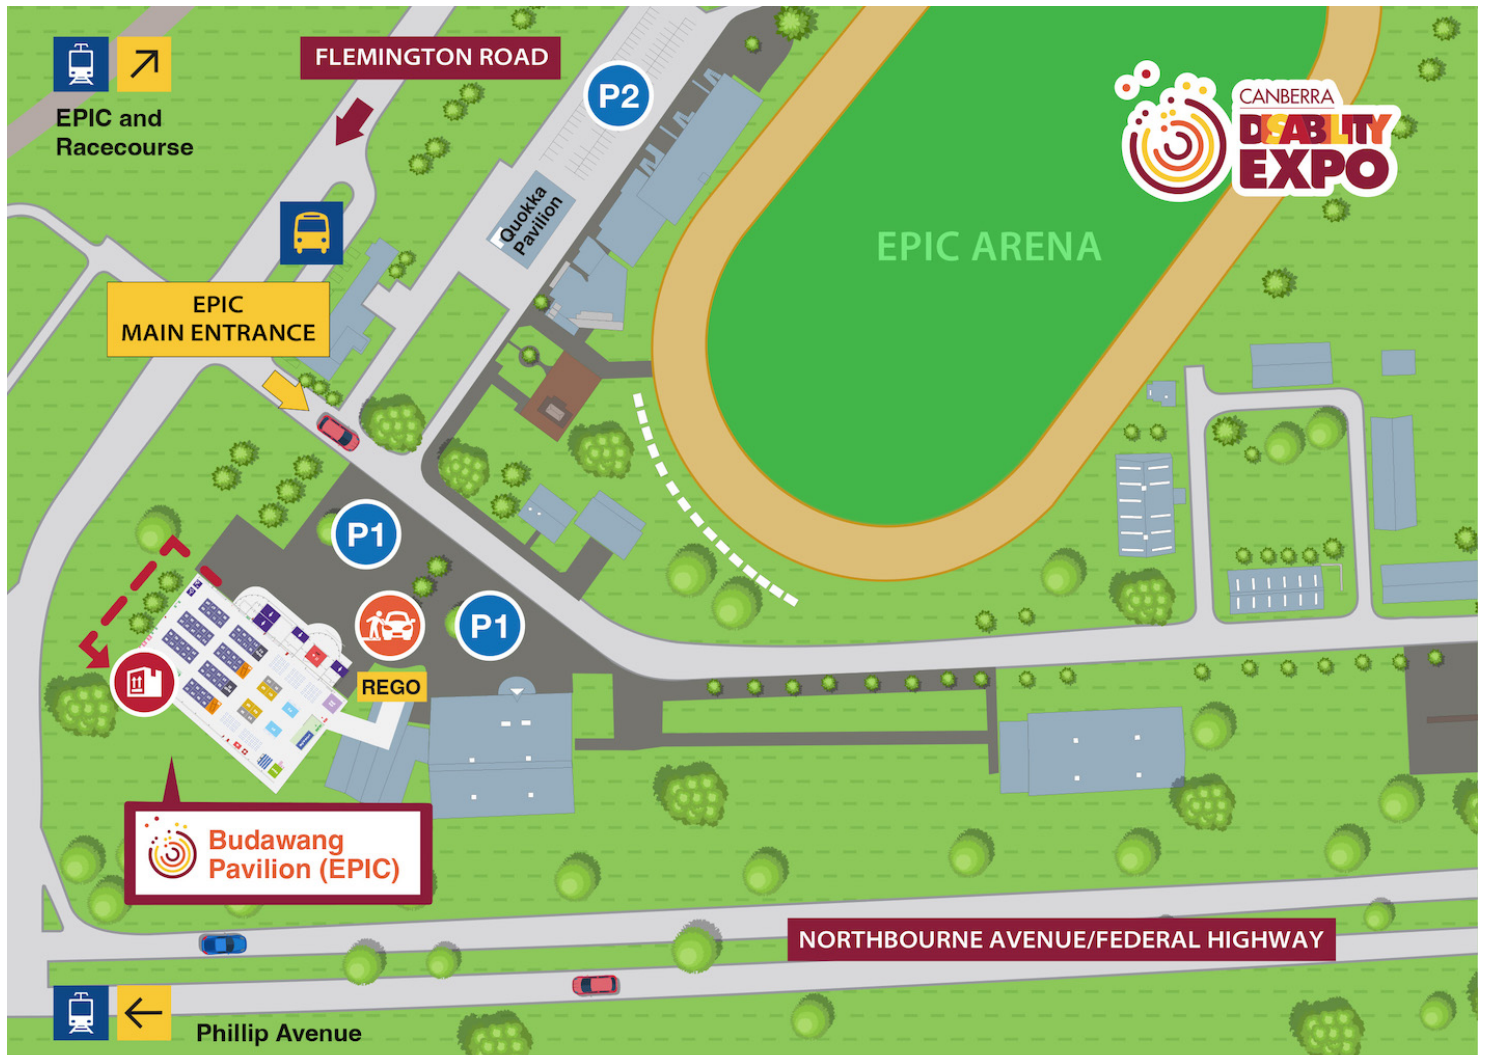 FLEMINGTON ROAD
EPIC and
Racecourse
P2
CANBERRA
DISABILITY
EXPO
Quokka
Pavilion
EPIC ARENA
EPIC
MAIN ENTRANCE
P1
P1
REGO
Budawang
Pavilion (EPIC)
NORTHBOURNE AVENUE/FEDERAL HIGHWAY
Phillip Avenue